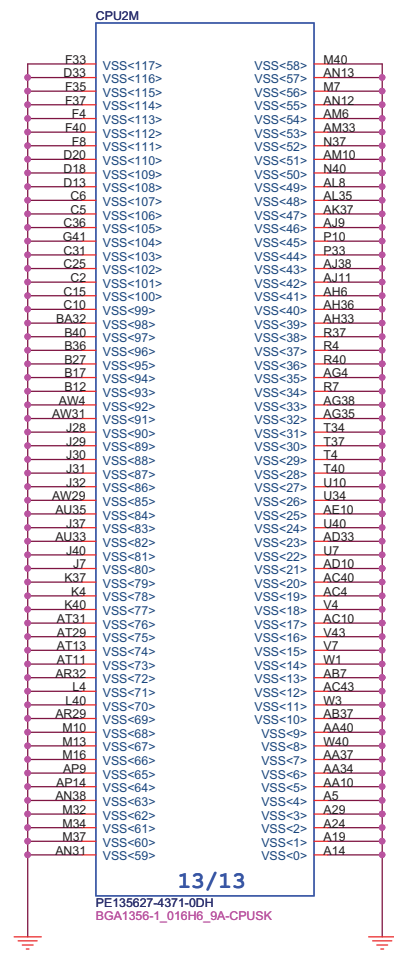 CPU2M
F33 VSS<117> VSS<58> M40
D33 VSS<116> VSS<57> AN13
F35 VSS<115> VSS<56> M7
F37 VSS<114> VSS<55> AN12
F4 VSS<113> VSS<54> AM6
F40 VSS<112> VSS<53> AM33
F8 VSS<111> VSS<52> N37
D20 VSS<110> VSS<51> AM10
D18 VSS<109> VSS<50> N40
D13 VSS<108> VSS<49> AL8
C6 VSS<107> VSS<48> AL35
C5 VSS<106> VSS<47> AK37
C36 VSS<105> VSS<46> AJ9
G41 VSS<104> VSS<45> P10
C31 VSS<103> VSS<44> P33
C25 VSS<102> VSS<43> AJ38
C2 VSS<101> VSS<42> AJ11
C15 VSS<100> VSS<41> AH6
C10 VSS<99> VSS<40> AH36
BA32 VSS<98> VSS<39> AH33
B40 VSS<97> VSS<38> R37
B36 VSS<96> VSS<37> R4
B27 VSS<95> VSS<36> R40
B17 VSS<94> VSS<35> AG4
B12 VSS<93> VSS<34> R7
AW4 VSS<92> VSS<33> AG38
AW31 VSS<91> VSS<32> AG35
J28 VSS<90> VSS<31> T34
J29 VSS<89> VSS<30> T37
J30 VSS<88> VSS<29> T4
J31 VSS<87> VSS<28> T40
J32 VSS<86> VSS<27> U10
AW29 VSS<85> VSS<26> U34
AU35 VSS<84> VSS<25> AE10
J37 VSS<83> VSS<24> U40
AU33 VSS<82> VSS<23> AD33
J40 VSS<81> VSS<22> U7
J7 VSS<80> VSS<21> AD10
K37 VSS<79> VSS<20> AC40
K4 VSS<78> VSS<19> AC4
K40 VSS<77> VSS<18> V4
AT31 VSS<76> VSS<17> AC10
AT29 VSS<75> VSS<16> V43
AT13 VSS<74> VSS<15> V7
AT11 VSS<73> VSS<14> W1
AR32 VSS<72> VSS<13> AB7
L4 VSS<71> VSS<12> AC43
L40 VSS<70> VSS<11> W3
AR29 VSS<69> VSS<10> AB37
M10 VSS<68> VSS<9> AA40
M13 VSS<67> VSS<8> W40
M16 VSS<66> VSS<7> AA37
AP9 VSS<65> VSS<6> AA34
AP14 VSS<64> VSS<5> AA10
AN38 VSS<63> VSS<4> A5
M32 VSS<62> VSS<3> A29
M34 VSS<61> VSS<2> A24
M37 VSS<60> VSS<1> A19
AN31 VSS<59> VSS<0> A14
13/13
PE135627-4371-0DH
BGA1356-1_016H6_9A-CPUSK